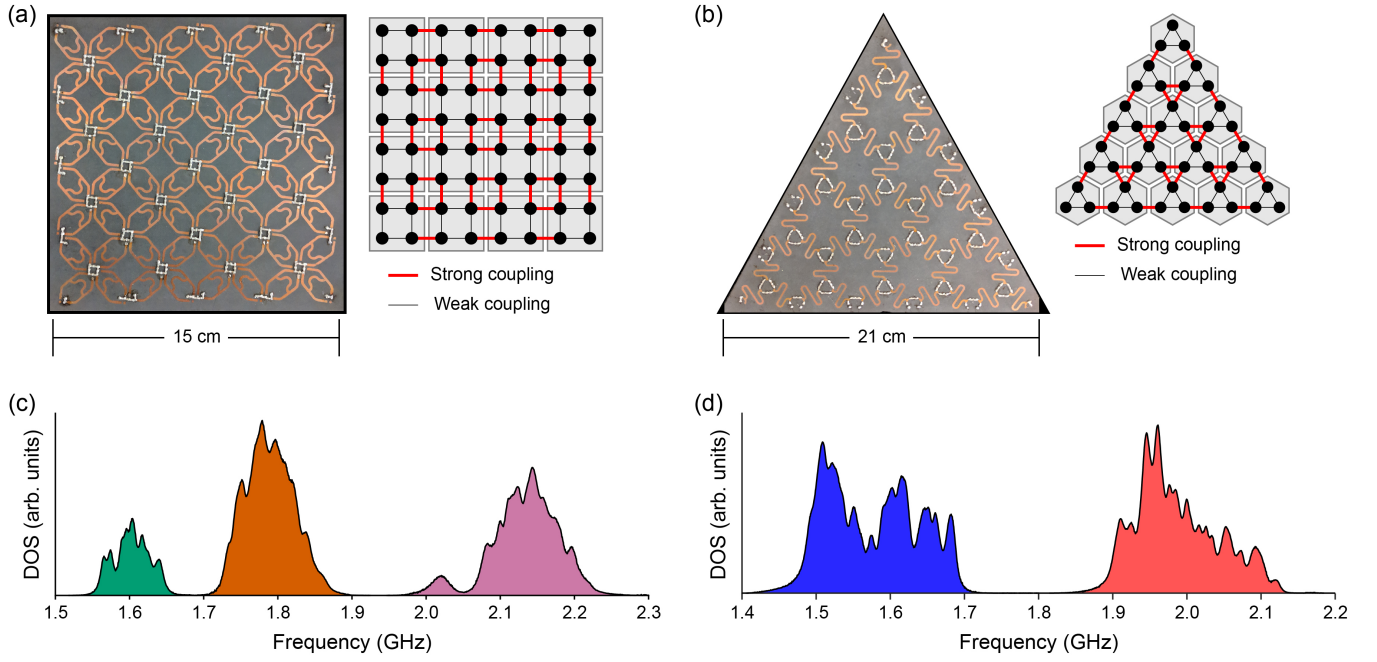 (a)
Strong coupling
Weak coupling
15 cm
(b)
Strong coupling
Weak coupling
21 cm
(c)
DOS (arb. units)
1.5 1.6 1.7 1.8 1.9 2.0 2.1 2.2 2.3
Frequency (GHz)
(d)
DOS (arb. units)
1.4 1.5 1.6 1.7 1.8 1.9 2.0 2.1 2.2
Frequency (GHz)